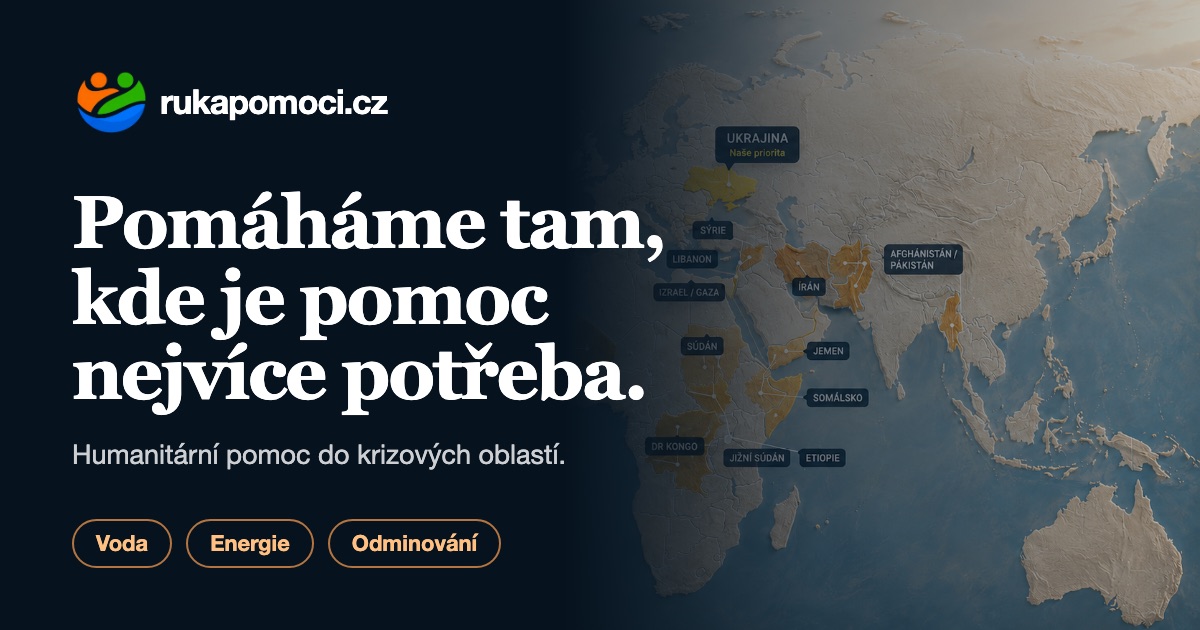 rukapomoci.cz
Pomáháme tam,
kde je pomoc
nejvíce potřeba.
Humanitární pomoc do krizových oblastí.
Voda
Energie
Odminování
UKRAJINA
Naše priorita
SÝRIE
LIBANON
IZRAEL / GAZA
AFGHÁNISTÁN /
PÁKISTÁN
ÍRÁN
SÚDÁN
JEMEN
SOMÁLSKO
DR KONGO
JIŽNÍ SÚDÁN
ETIOPIE